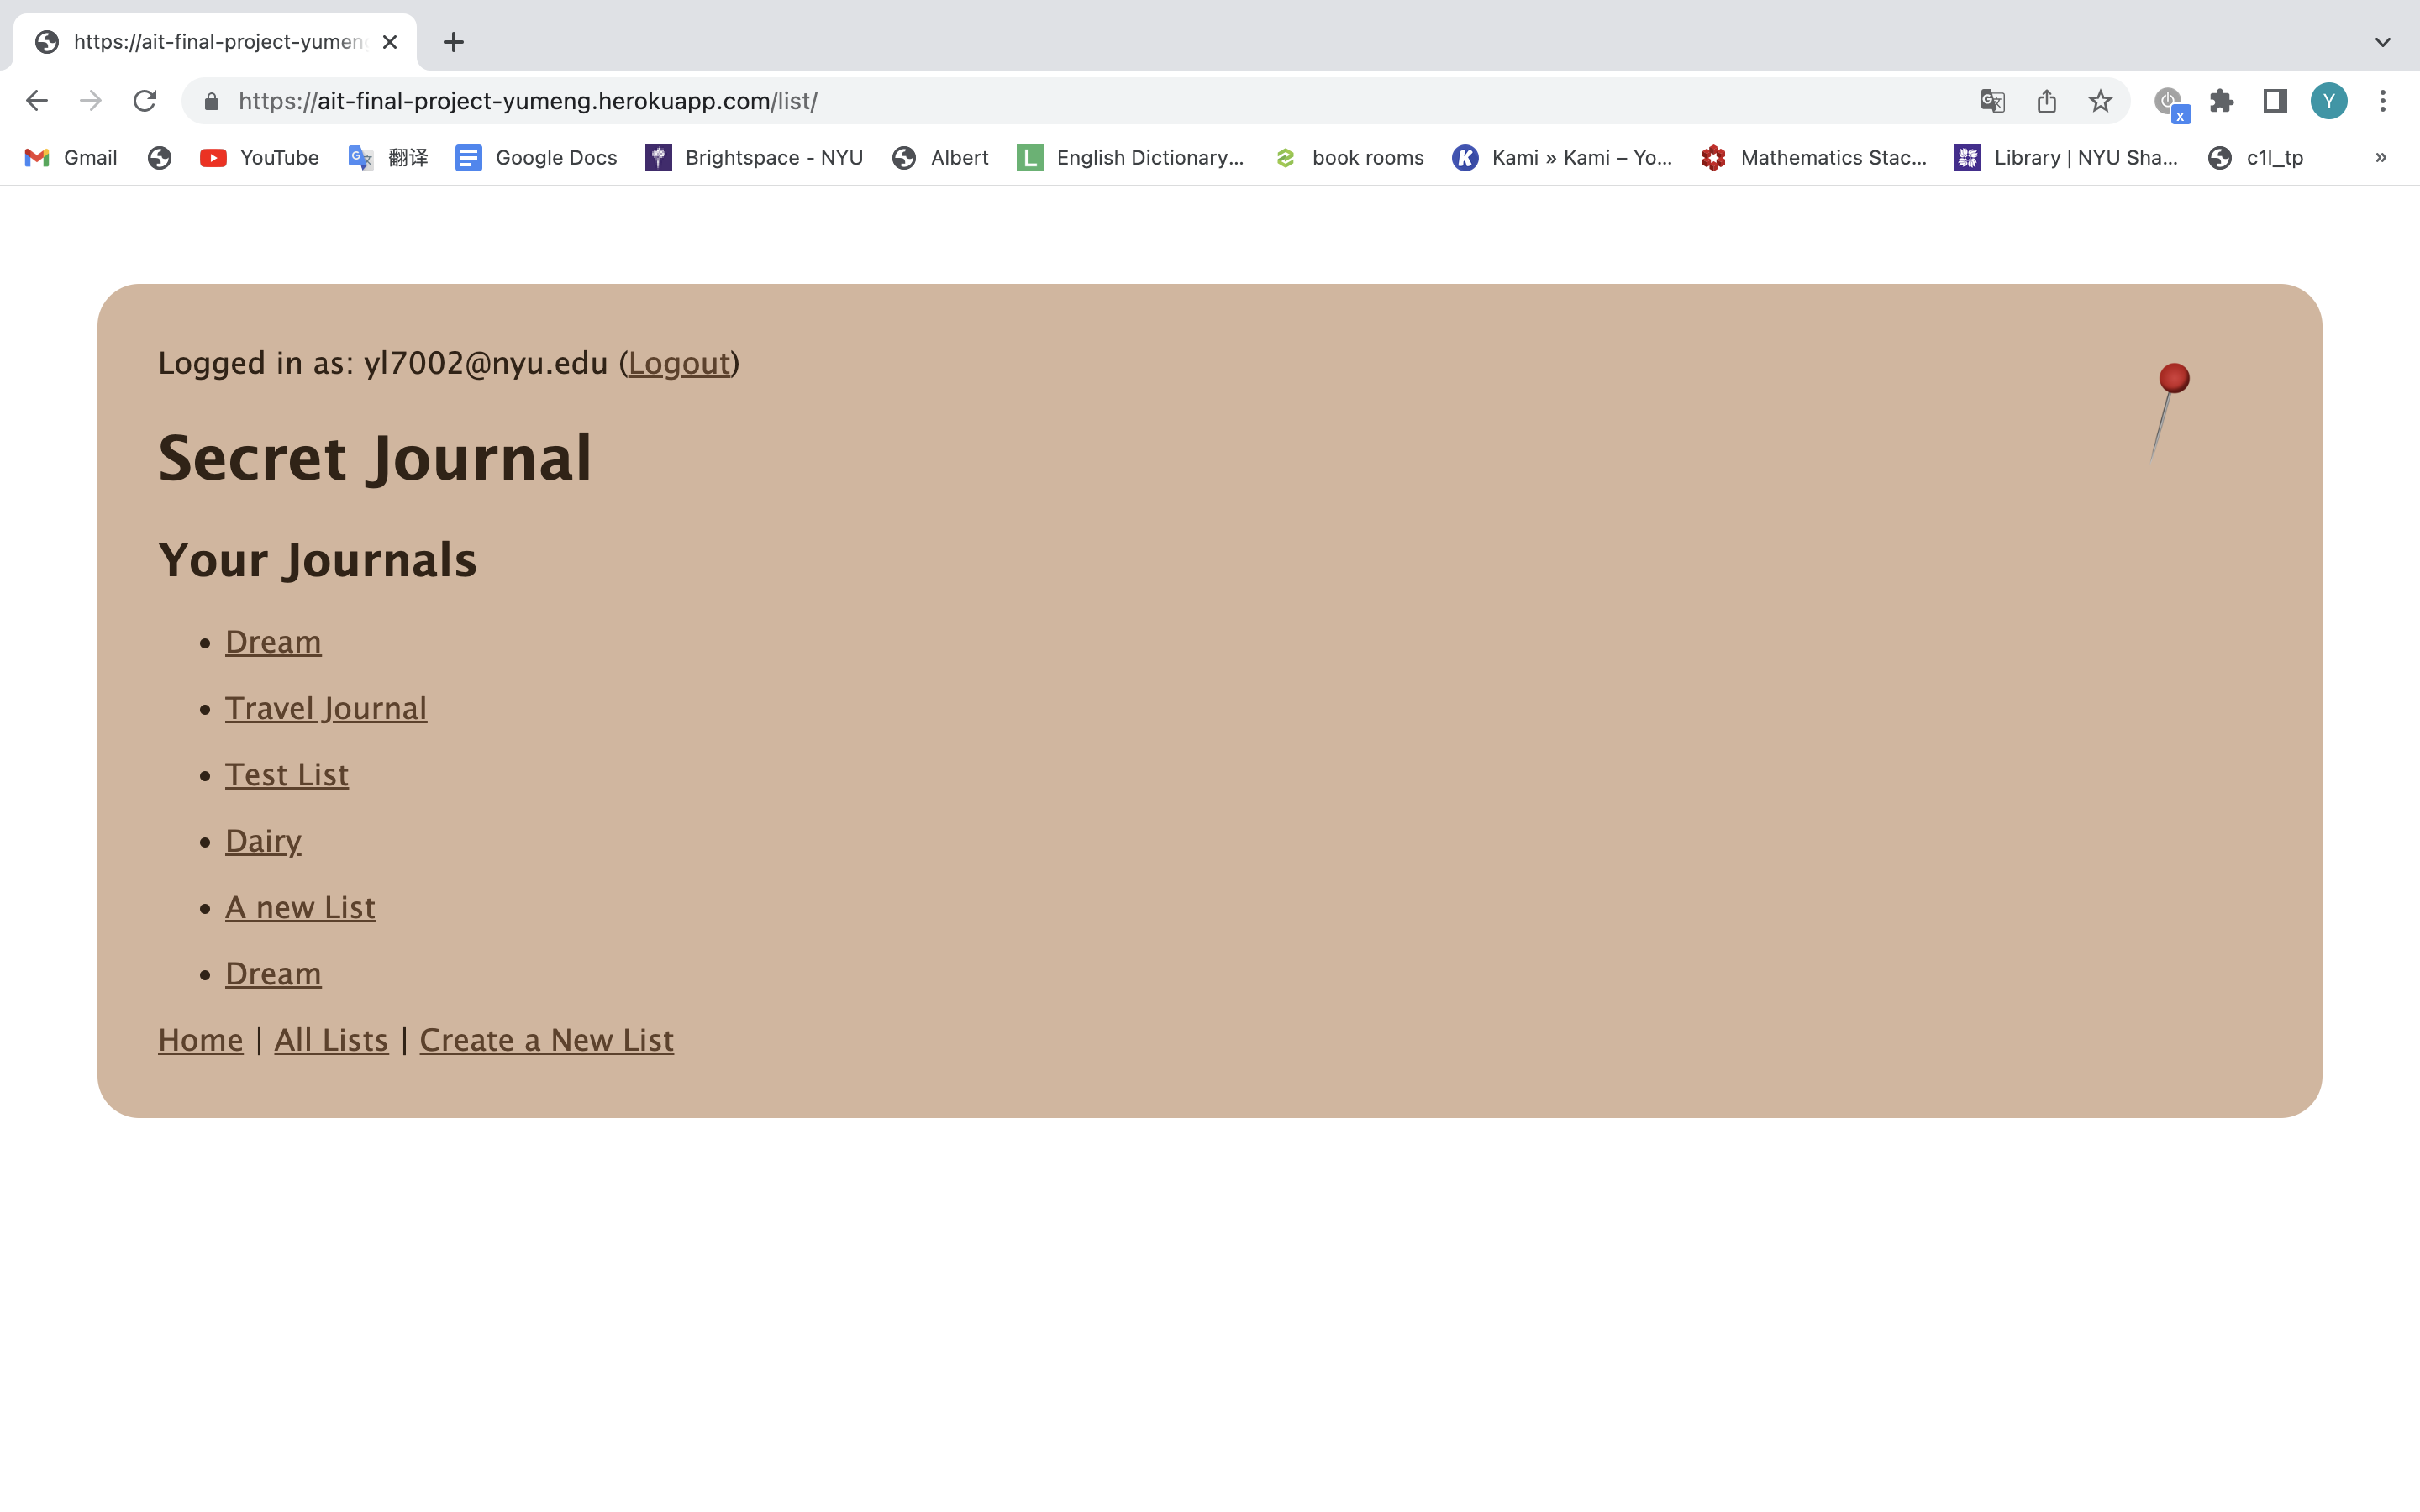 https://ait-final-project-yumeng
https://ait-final-project-yumeng.herokuapp.com/list/
Y
x
Gmail YouTube 翻译 Google Docs Brightspace - NYU Albert English Dictionary... book rooms Kami » Kami – Yo... Mathematics Stac... Library | NYU Sha... c1l_tp »
Logged in as: yl7002@nyu.edu (Logout)
Secret Journal
Your Journals
• Dream
• Travel Journal
• Test List
• Dairy
• A new List
• Dream
Home | All Lists | Create a New List